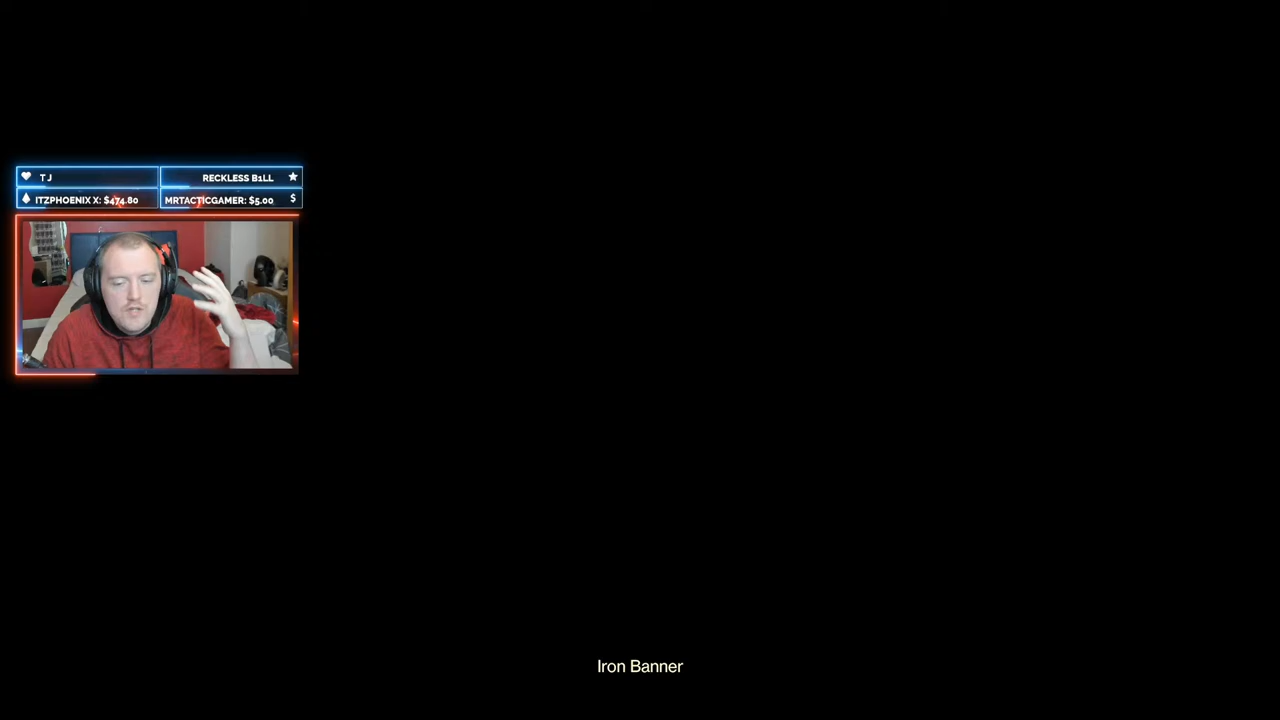 T J
RECKLESS B1LL
ITZPHOENIX X: $474.80
MRTACTICGAMER: $5.00
$
Iron Banner